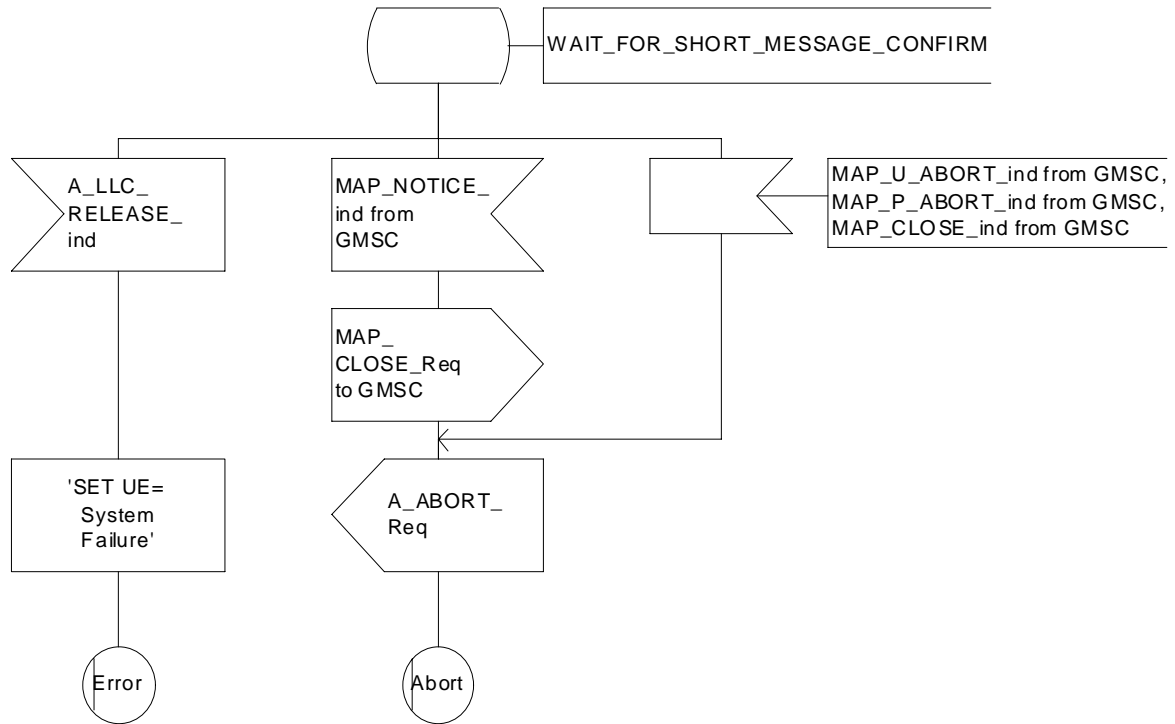 WAIT_FOR_SHORT_MESSAGE_CONFIRM
A_LLC_
RELEASE_
ind
MAP_NOTICE_
ind from
GMSC
MAP_U_ABORT_ind from GMSC,
MAP_P_ABORT_ind from GMSC,
MAP_CLOSE_ind from GMSC
MAP_
CLOSE_Req
to GMSC
'SET UE=
System
Failure'
A_ABORT_
Req
Error
Abort